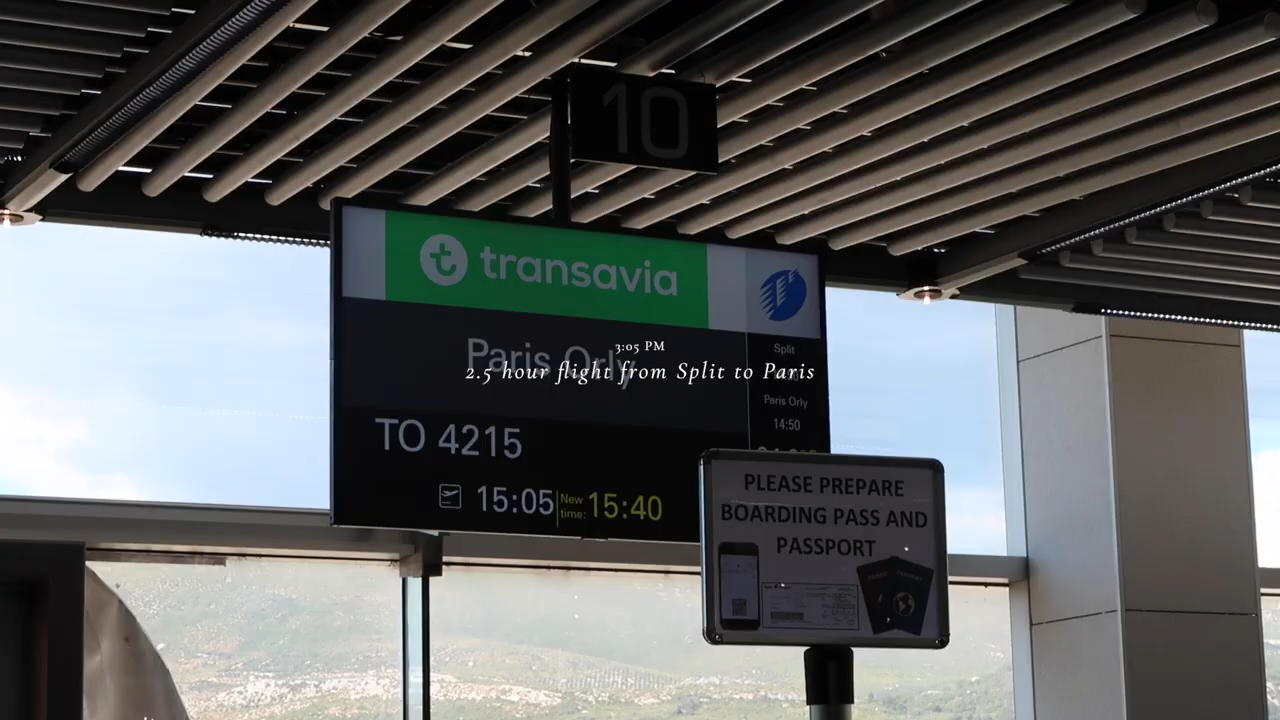 10
transavia
Paris Orly
3:05 PM
2.5 hour flight from Split to Paris
TO 4215
15:05
New
time:
15:40
Split
Paris Orly
14:50
PLEASE PREPARE
BOARDING PASS AND
PASSPORT